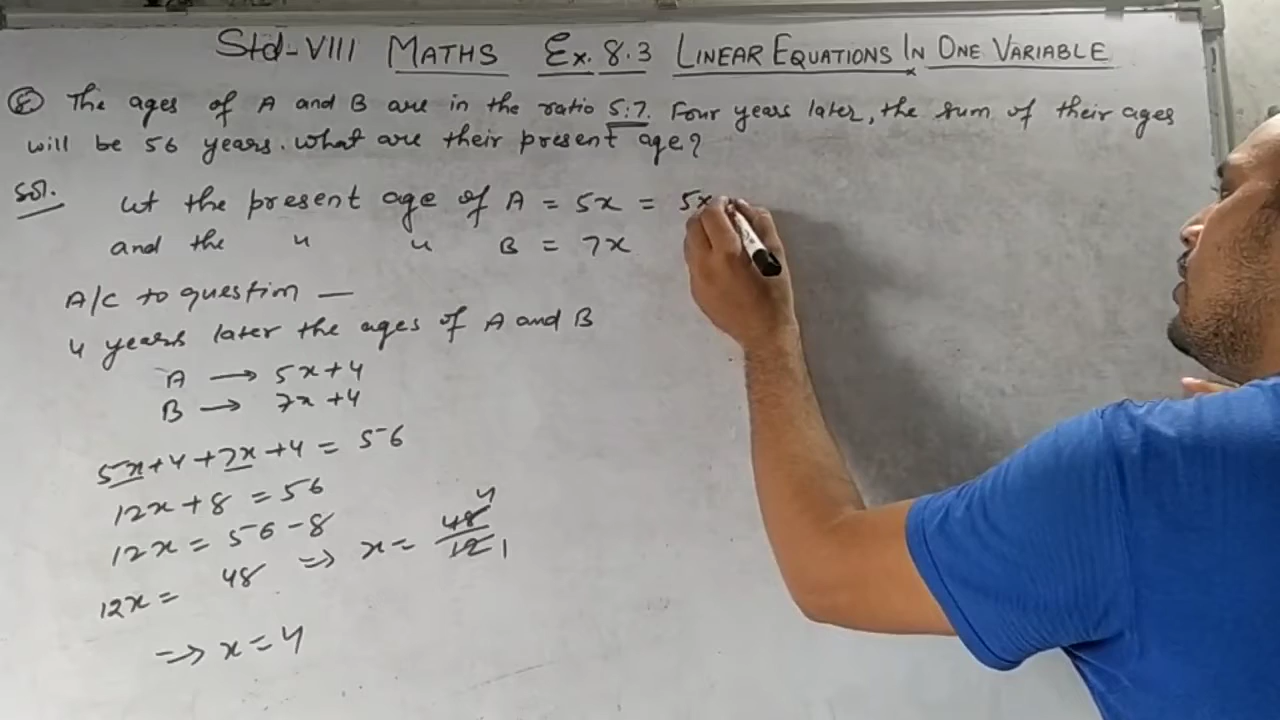 Std-VIII MATHS Ex. 8.3 LINEAR EQUATIONS IN ONE VARIABLE
⑧ The ages of A and B are in the ratio 5:7. Four years later, the sum of their ages
will be 56 years. What are their present age?
Sol. Let the present age of A = 5x = 5x
and the " " B = 7x
A/C to question —
4 years later the ages of A and B
A → 5x+4
B → 7x+4
5x+4+7x+4 = 56
12x+8 = 56
12x = 56-8
12x = 48 => x = 48/12 4 1
=> x = 4